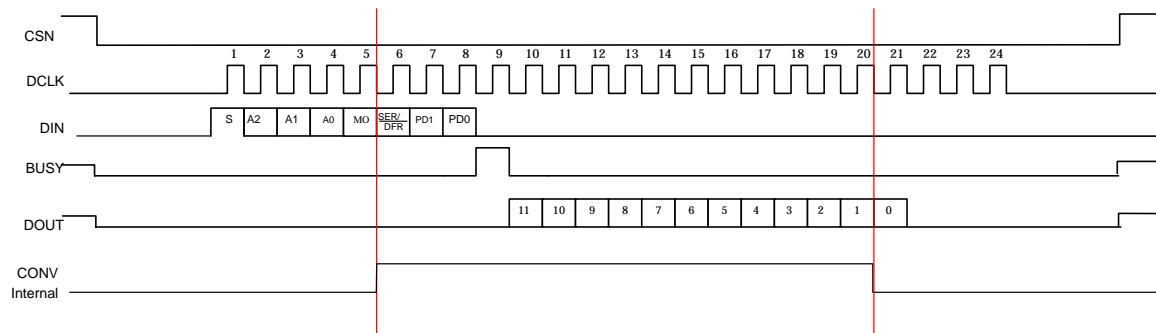 CSN
1 2 3 4 5 6 7 8 9 10 11 12 13 14 15 16 17 18 19 20 21 22 23 24
DCLK
DIN S A2 A1 A0 MO SER/ PD1 PD0
DFR
BUSY
11 10 9 8 7 6 5 4 3 2 1 0
DOUT
CONV
Internal